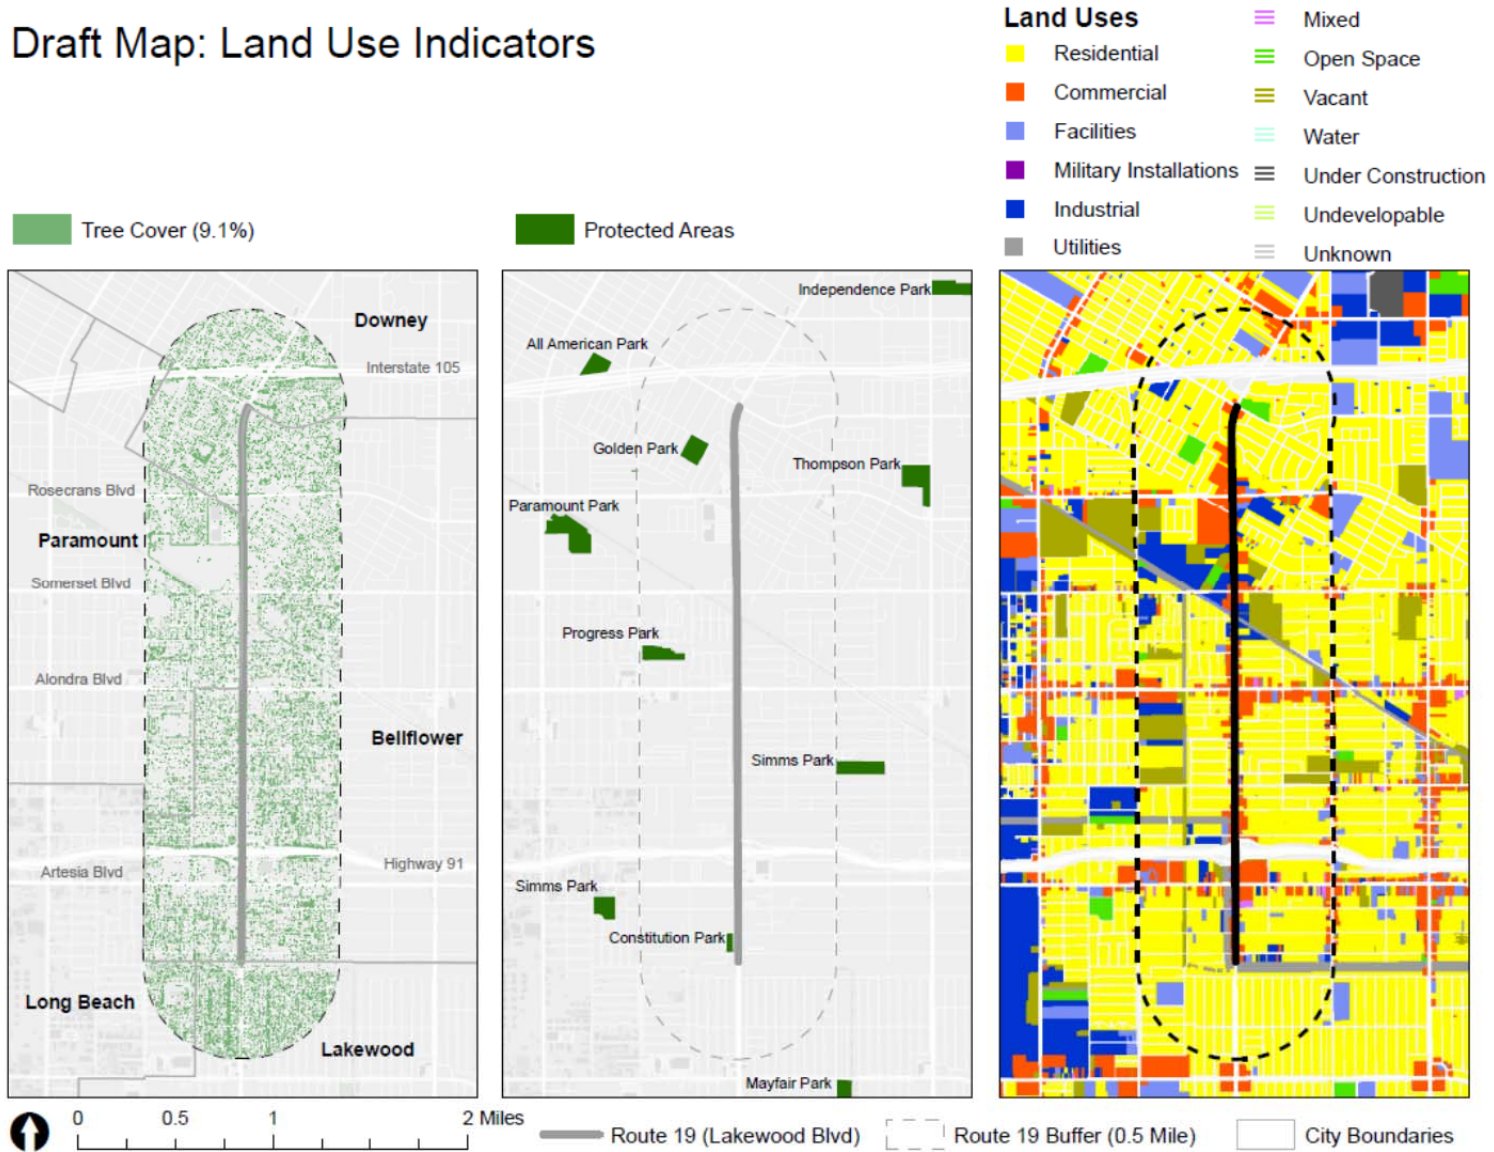 Draft Map: Land Use Indicators
Land Uses
Residential
Commercial
Facilities
Military Installations
Industrial
Utilities
Mixed
Open Space
Vacant
Water
Under Construction
Undevelopable
Unknown
Tree Cover (9.1%)
Protected Areas
Downey
Interstate 105
Rosecrans Blvd
Paramount
Somerset Blvd
Alondra Blvd
Bellflower
Artesia Blvd
Highway 91
Long Beach
Lakewood
Independence Park
All American Park
Golden Park
Thompson Park
Paramount Park
Progress Park
Simms Park
Simms Park
Constitution Park
Mayfair Park
0 0.5 1 2 Miles
Route 19 (Lakewood Blvd)
Route 19 Buffer (0.5 Mile)
City Boundaries